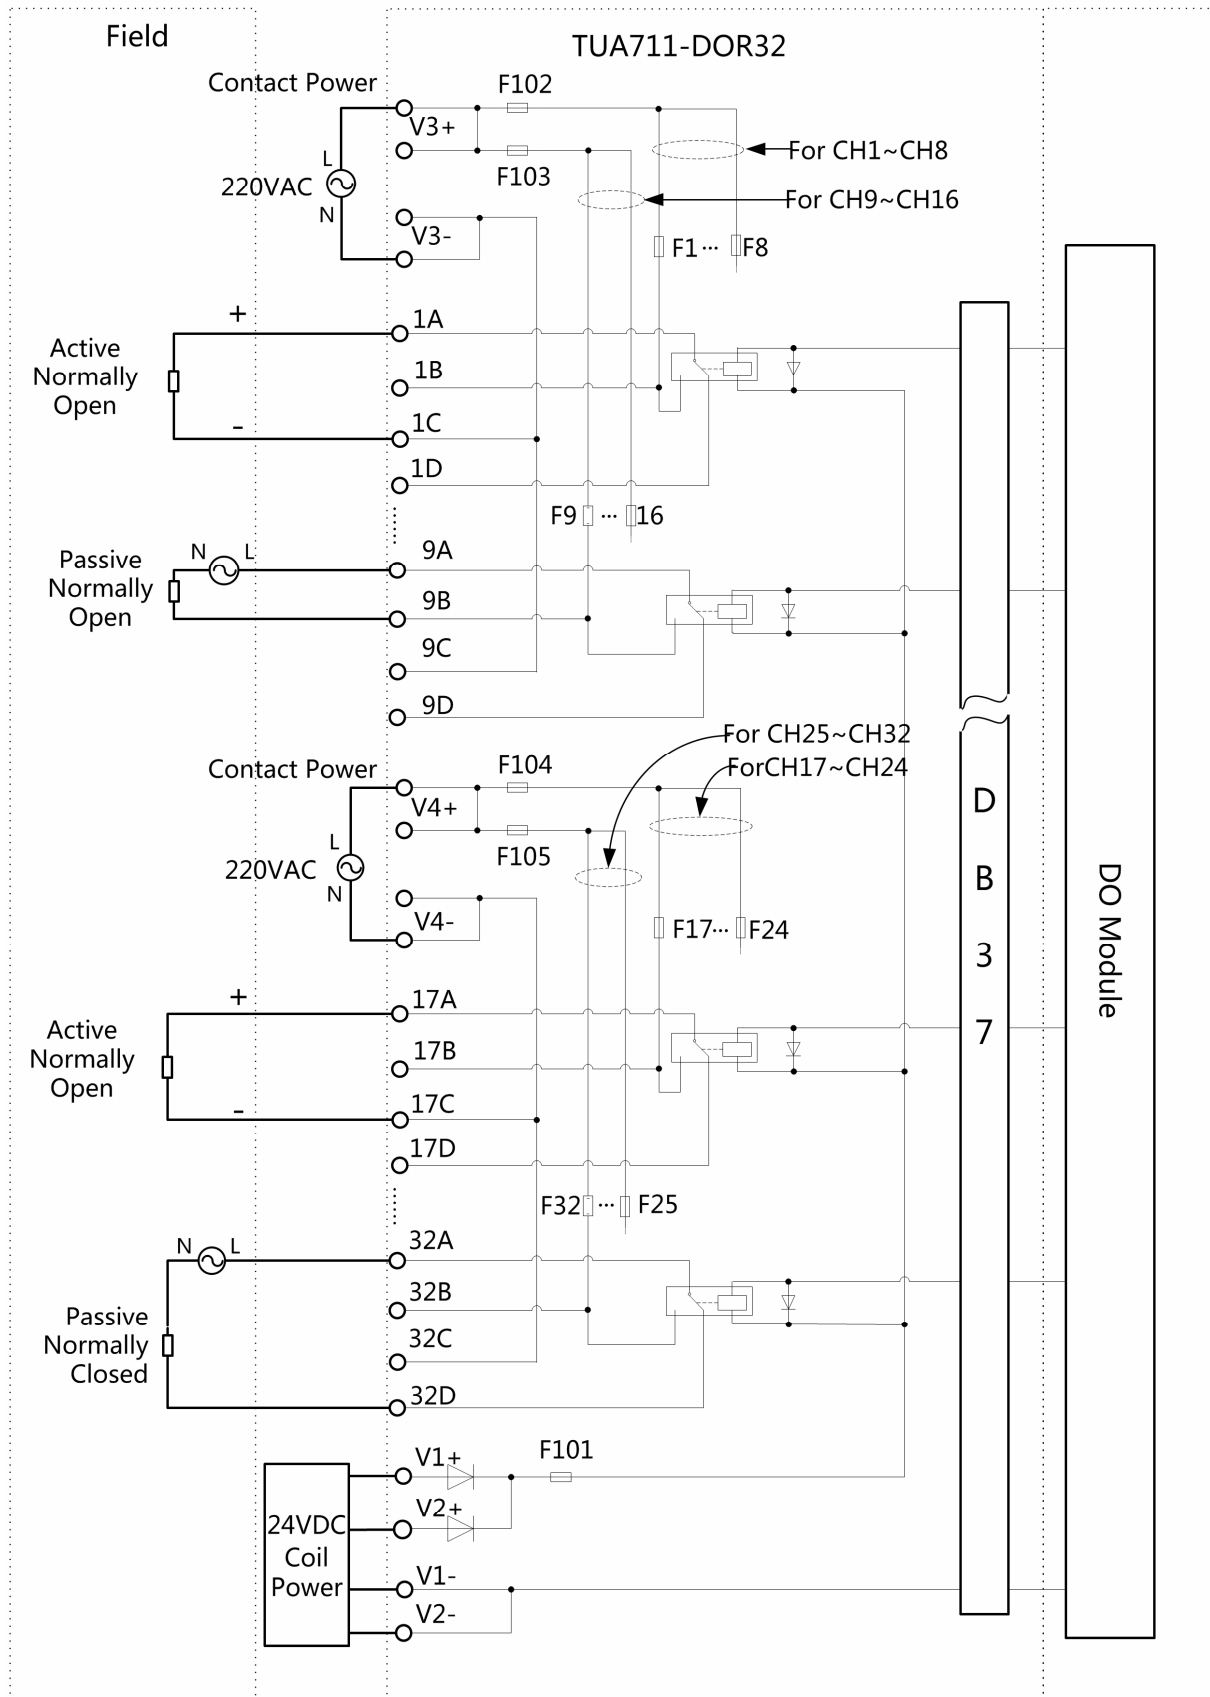 Field
TUA711-DOR32
Contact Power
F102
V3+
For CH1~CH8
L
F103
220VAC
For CH9~CH16
N
V3-
F1 ··· F8
+
1A
Active
Normally
Open
1B
-
1C
1D
F9 ··· 16
N L
9A
Passive
Normally
Open
9B
9C
9D
For CH25~CH32
Contact Power
F104
ForCH17~CH24
V4+
D
L
F105
220VAC
B
N
DO Module
V4-
F17··· F24
3
+
17A
Active
Normally
Open
7
17B
-
17C
17D
F32 ··· F25
N L
32A
32B
Passive
Normally
Closed
32C
32D
V1+
F101
V2+
24VDC
Coil
Power
V1-
V2-